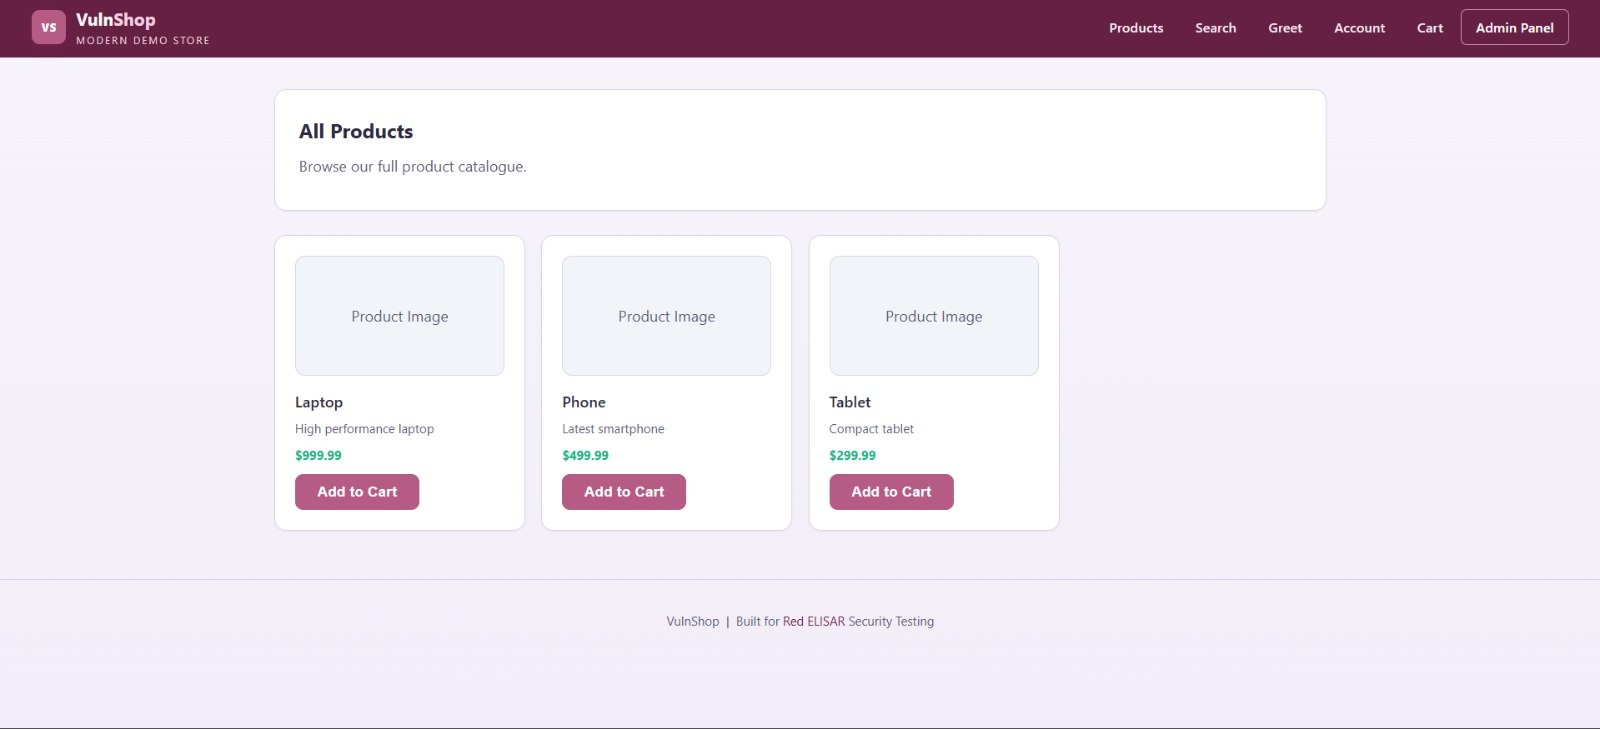 VS
VulnShop
MODERN DEMO STORE
Products
Search
Greet
Account
Cart
Admin Panel
All Products
Browse our full product catalogue.
Product Image
Laptop
High performance laptop
$999.99
Add to Cart
Product Image
Phone
Latest smartphone
$499.99
Add to Cart
Product Image
Tablet
Compact tablet
$299.99
Add to Cart
VulnShop | Built for Red ELISAR Security Testing